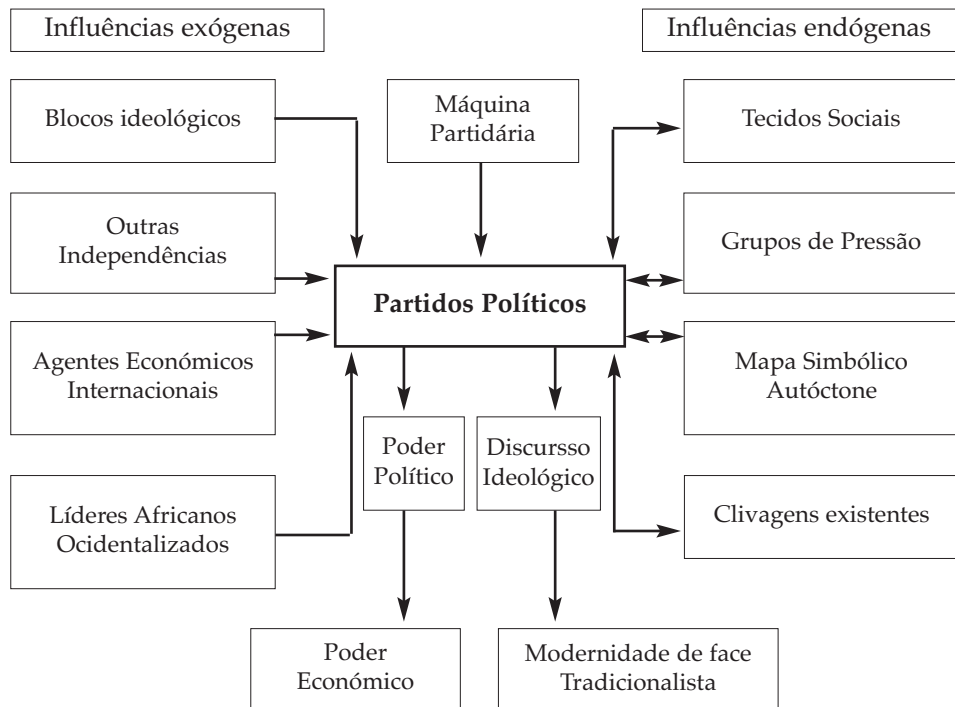 Influências exógenas
Influências endógenas
Blocos ideológicos
Máquina
Partidária
Tecidos Sociais
Outras
Independências
Grupos de Pressão
Partidos Políticos
Agentes Económicos
Internacionais
Mapa Simbólico
Autóctone
Poder
Político
Discursso
Ideológico
Líderes Africanos
Ocidentalizados
Clivagens existentes
Poder
Económico
Modernidade de face
Tradicionalista